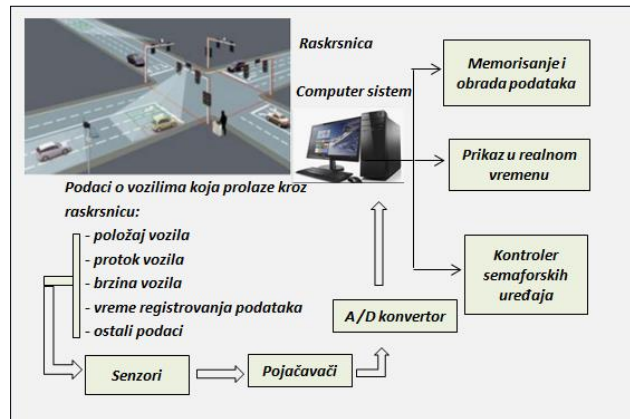 Raskrsnica
Computer sistem
Memorisanje i
obrada podataka
Prikaz u realnom
vremenu
Kontroler
semaforskih
uređaja
Podaci o vozilima koja prolaze kroz
raskrsnicu:
- položaj vozila
- protok vozila
- brzina vozila
- vreme registrovanja podataka
- ostali podaci
A/D konvertor
Senzori
Pojačavači